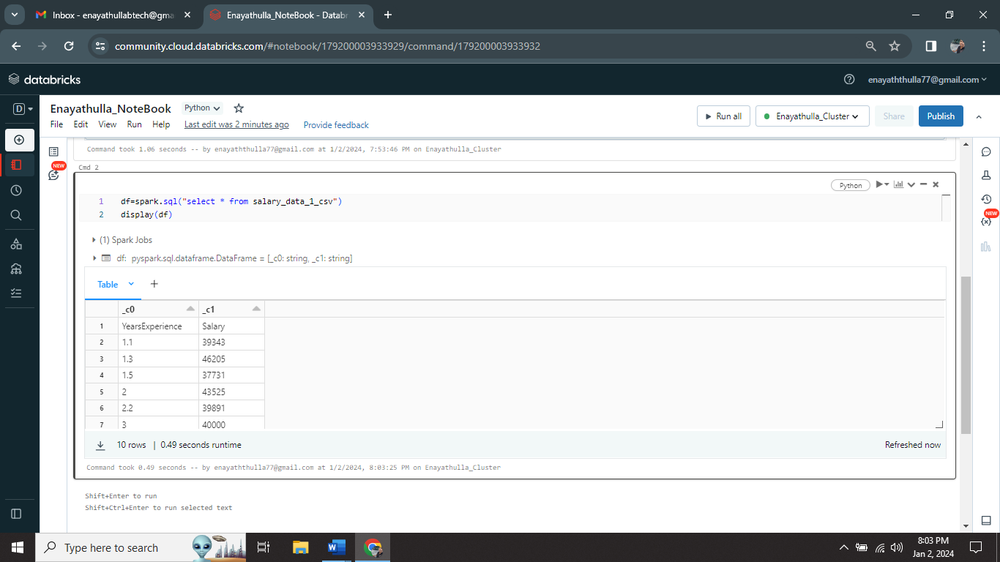 Inbox - enayathullabtech@gma
Enayathulla_NoteBook - Datab
community.cloud.databricks.com/#notebook/179200003933929/command/179200003933932
databricks
enayaththulla77@gmail.com
D
Enayathulla_NoteBook Python
Run all Enayathulla_Cluster Share Publish
File Edit View Run Help Last edit was 2 minutes ago Provide feedback
Command took 1.06 seconds -- by enayaththulla77@gmail.com at 1/2/2024, 7:53:46 PM on Enayathulla_Cluster
NEW
Cmd 2
Python
1 df=spark.sql("select * from salary_data_1_csv")
2 display(df)
NEW
(1) Spark Jobs
df: pyspark.sql.dataframe.DataFrame = [_c0: string, _c1: string]
Table +
_c0 _c1
1 YearsExperience Salary
2 1.1 39343
3 1.3 46205
4 1.5 37731
5 2 43525
6 2.2 39891
7 3 40000
10 rows | 0.49 seconds runtime Refreshed now
Command took 0.49 seconds -- by enayaththulla77@gmail.com at 1/2/2024, 8:03:25 PM on Enayathulla_Cluster
Shift+Enter to run
Shift+Ctrl+Enter to run selected text
Type here to search
8:03 PM
Jan 2, 2024